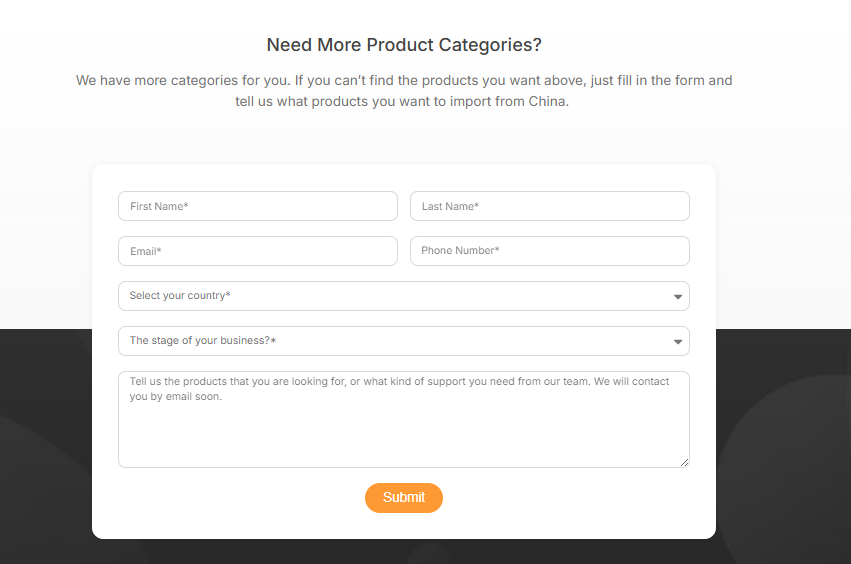 Need More Product Categories?
We have more categories for you. If you can’t find the products you want above, just fill in the form and
tell us what products you want to import from China.
First Name*
Last Name*
Email*
Phone Number*
Select your country*
The stage of your business?*
Tell us the products that you are looking for, or what kind of support you need from our team. We will contact
you by email soon.
Submit